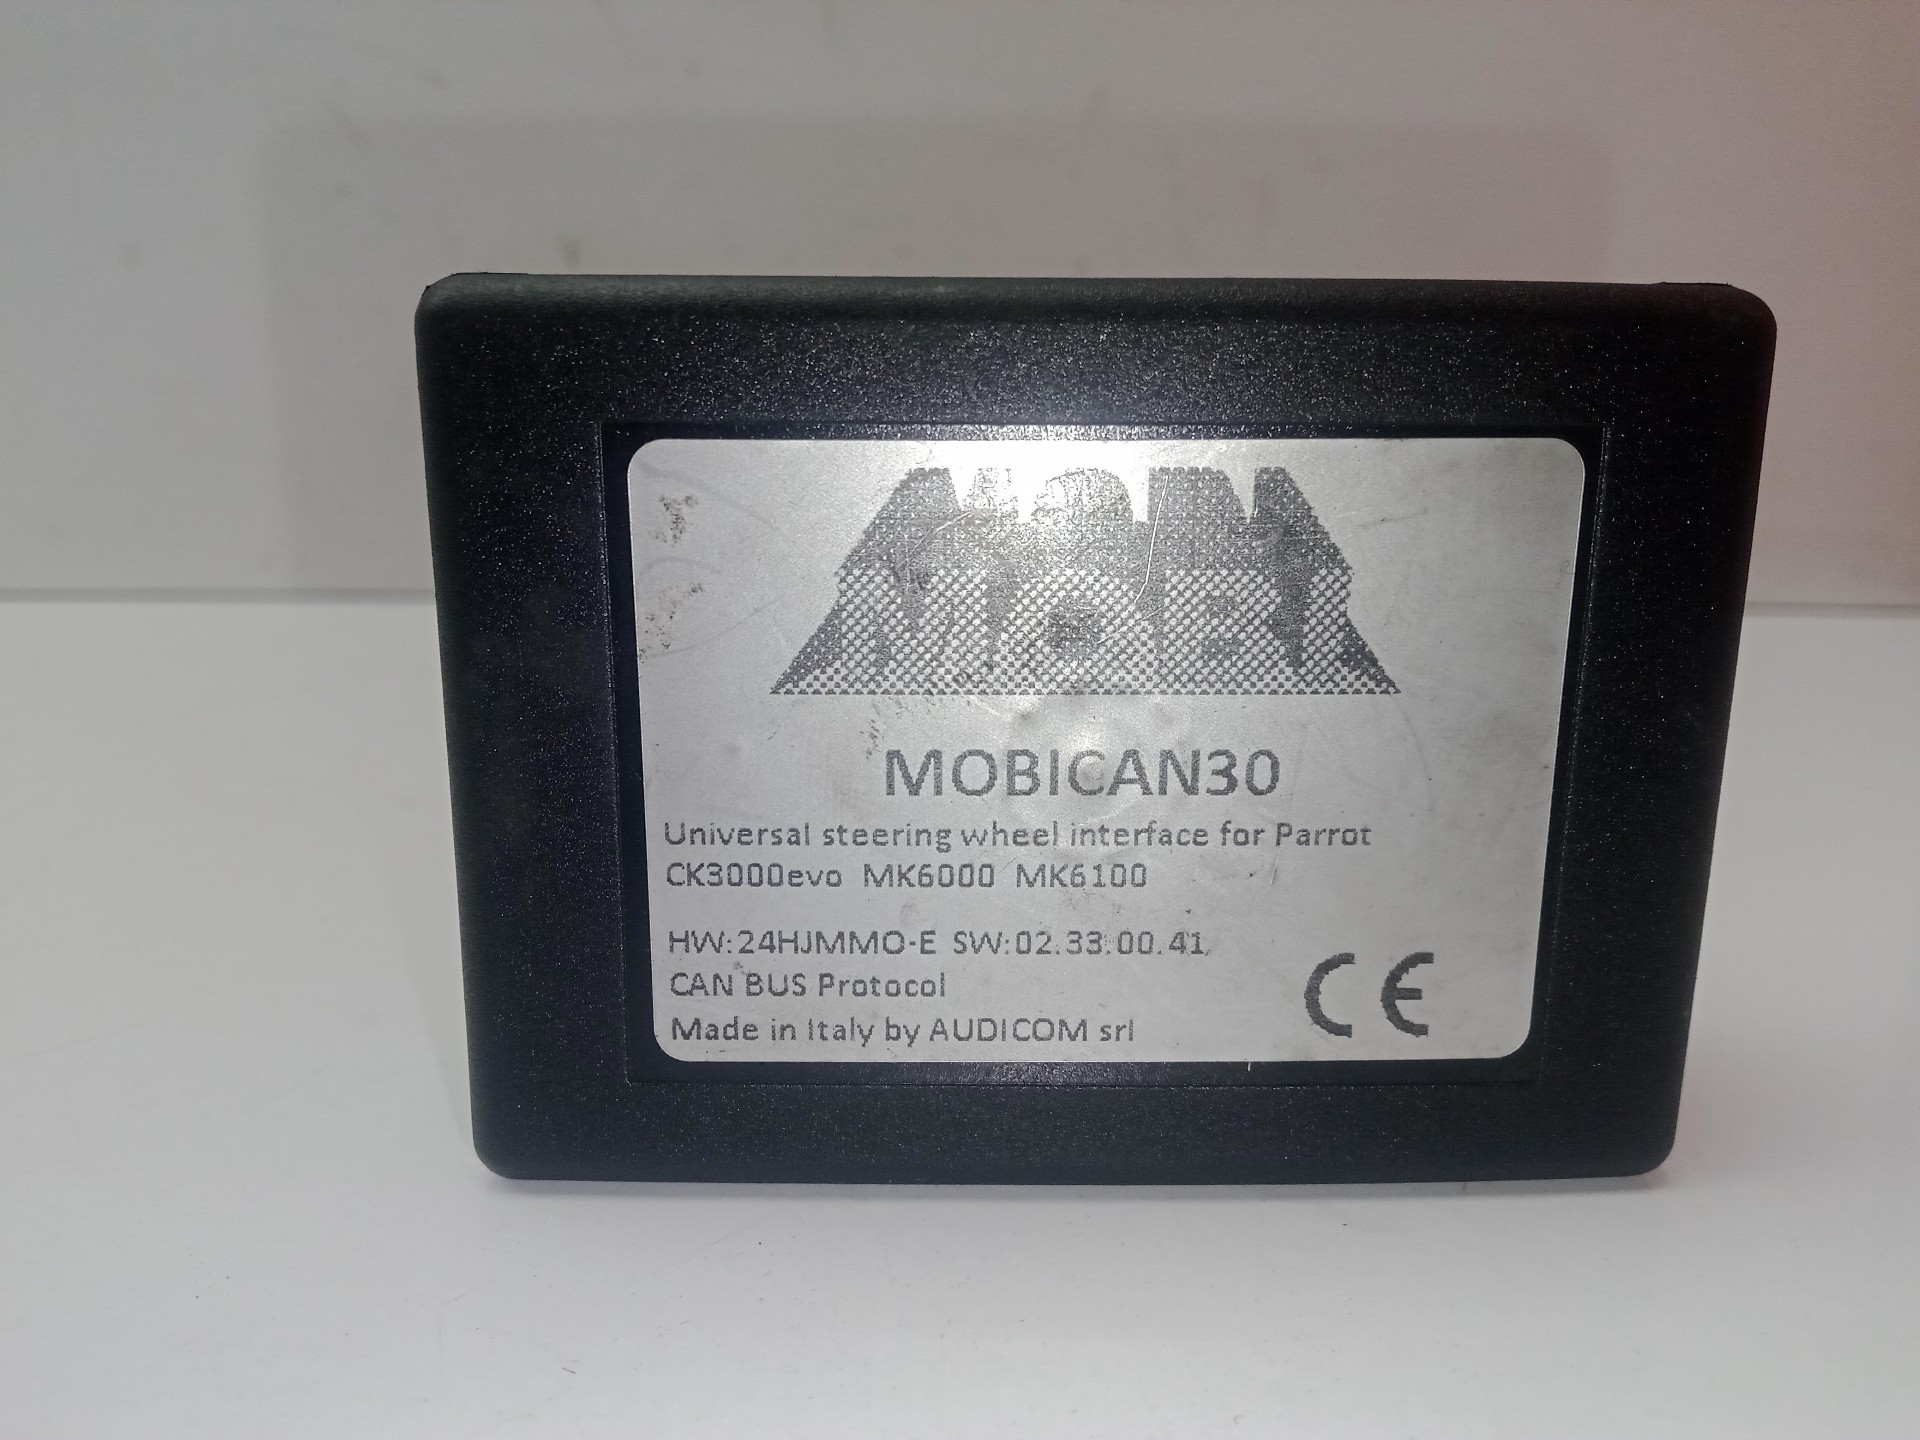 MOBI
MOBICAN30
Universal steering wheel interface for Parrot
CK3000evo MK6000 MK6100
HW:24HJMMO-E SW:02.33.00.41
CAN BUS Protocol
Made in Italy by AUDICOM srl
CE